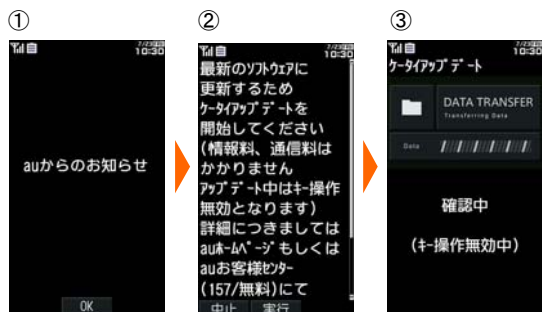 ①
7/23
10:30
auからのお知らせ
OK
②
7/23
10:30
最新のｿﾌﾄｳｪｱに
更新するため
ｹｰﾀｲｱｯﾌﾟﾃﾞｰﾄを
開始してください
(情報料、通信料は
かかりません
ｱｯﾌﾟﾃﾞｰﾄ中はｷｰ操作
無効となります)
詳細につきましては
auﾎｰﾑﾍﾟｰｼﾞもしくは
auお客様ｾﾝﾀｰ
(157/無料)にて
中止 実行
③
7/23
10:30
ｹｰﾀｲｱｯﾌﾟﾃﾞｰﾄ
DATA TRANSFER
Transferring Data
Data
確認中
(ｷｰ操作無効中)